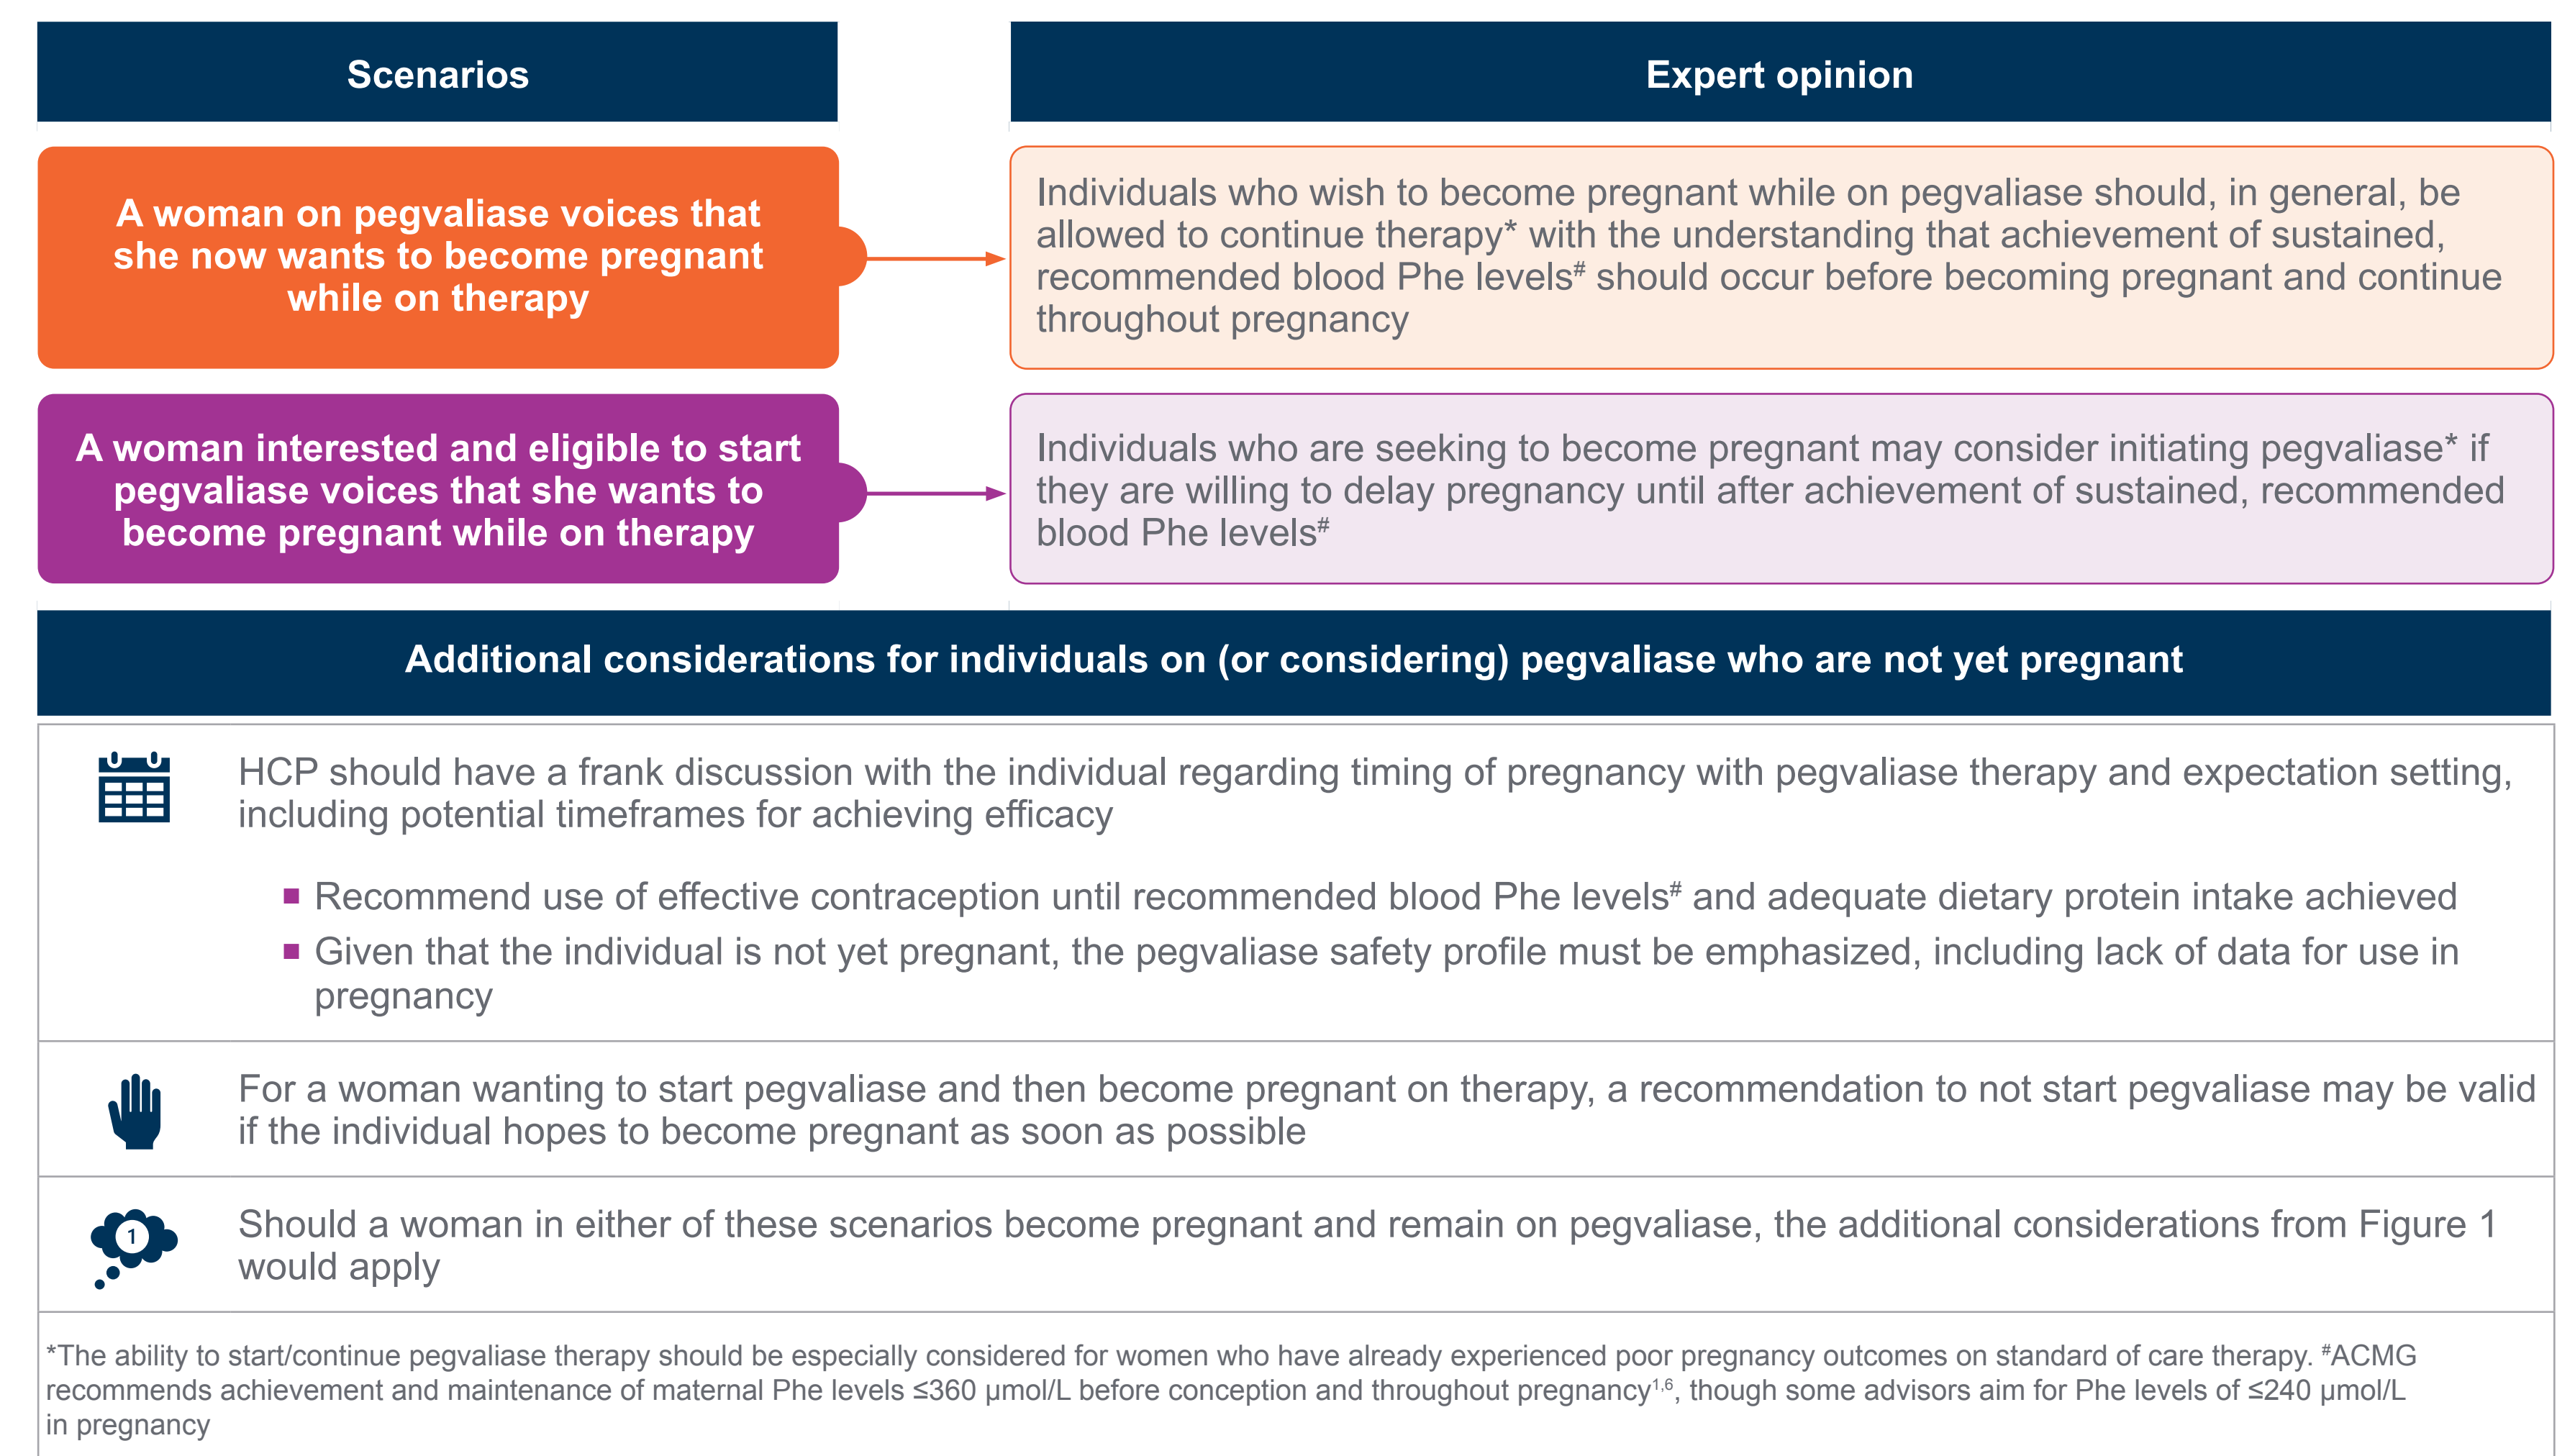 Scenarios
Expert opinion
A woman on pegvaliase voices that
she now wants to become pregnant
while on therapy
Individuals who wish to become pregnant while on pegvaliase should, in general, be
allowed to continue therapy* with the understanding that achievement of sustained,
recommended blood Phe levels# should occur before becoming pregnant and continue
throughout pregnancy
A woman interested and eligible to start
pegvaliase voices that she wants to
become pregnant while on therapy
Individuals who are seeking to become pregnant may consider initiating pegvaliase* if
they are willing to delay pregnancy until after achievement of sustained, recommended
blood Phe levels#
Additional considerations for individuals on (or considering) pegvaliase who are not yet pregnant
HCP should have a frank discussion with the individual regarding timing of pregnancy with pegvaliase therapy and expectation setting,
including potential timeframes for achieving efficacy
■ Recommend use of effective contraception until recommended blood Phe levels# and adequate dietary protein intake achieved
■ Given that the individual is not yet pregnant, the pegvaliase safety profile must be emphasized, including lack of data for use in
pregnancy
For a woman wanting to start pegvaliase and then become pregnant on therapy, a recommendation to not start pegvaliase may be valid
if the individual hopes to become pregnant as soon as possible
1
Should a woman in either of these scenarios become pregnant and remain on pegvaliase, the additional considerations from Figure 1
would apply
*The ability to start/continue pegvaliase therapy should be especially considered for women who have already experienced poor pregnancy outcomes on standard of care therapy. #ACMG
recommends achievement and maintenance of maternal Phe levels ≤360 μmol/L before conception and throughout pregnancy1,6, though some advisors aim for Phe levels of ≤240 μmol/L
in pregnancy